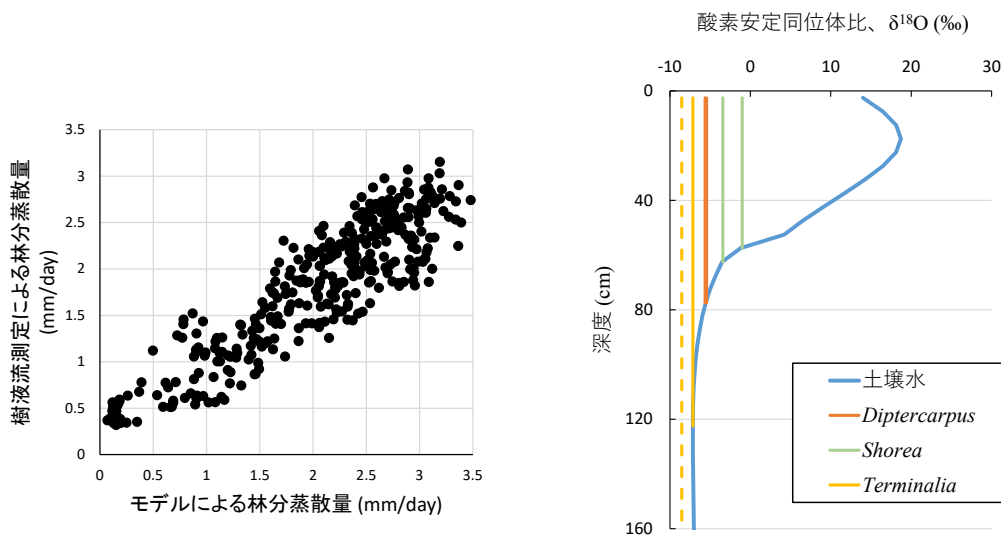 3.5
3
2.5
2
1.5
1
0.5
0
0
0.5
1
1.5
2
2.5
3
3.5
樹液流測定による林分蒸散量
(mm/day)
モデルによる林分蒸散量 (mm/day)
酸素安定同位体比、δ¹⁸O (‰)
-10
0
10
20
30
0
40
80
120
160
深度 (cm)
土壌水
Diptercarpus
Shorea
Terminalia